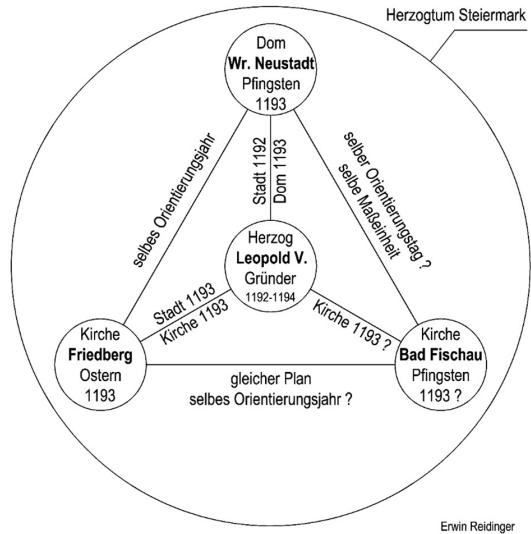 Herzogtum Steiermark
Dom
Wr. Neustadt
Pfingsten
1193
selbes Orientierungsjahr
Stadt 1192
Dom 1193
selber Orientierungstag ?
selbe Maßeinheit
Herzog
Leopold V.
Gründer
1192-1194
Stadt 1193
Kirche 1193
Kirche 1193 ?
Kirche
Friedberg
Ostern
1193
Kirche
Bad Fischau
Pfingsten
1193 ?
gleicher Plan
selbes Orientierungsjahr ?
Erwin Reidinger